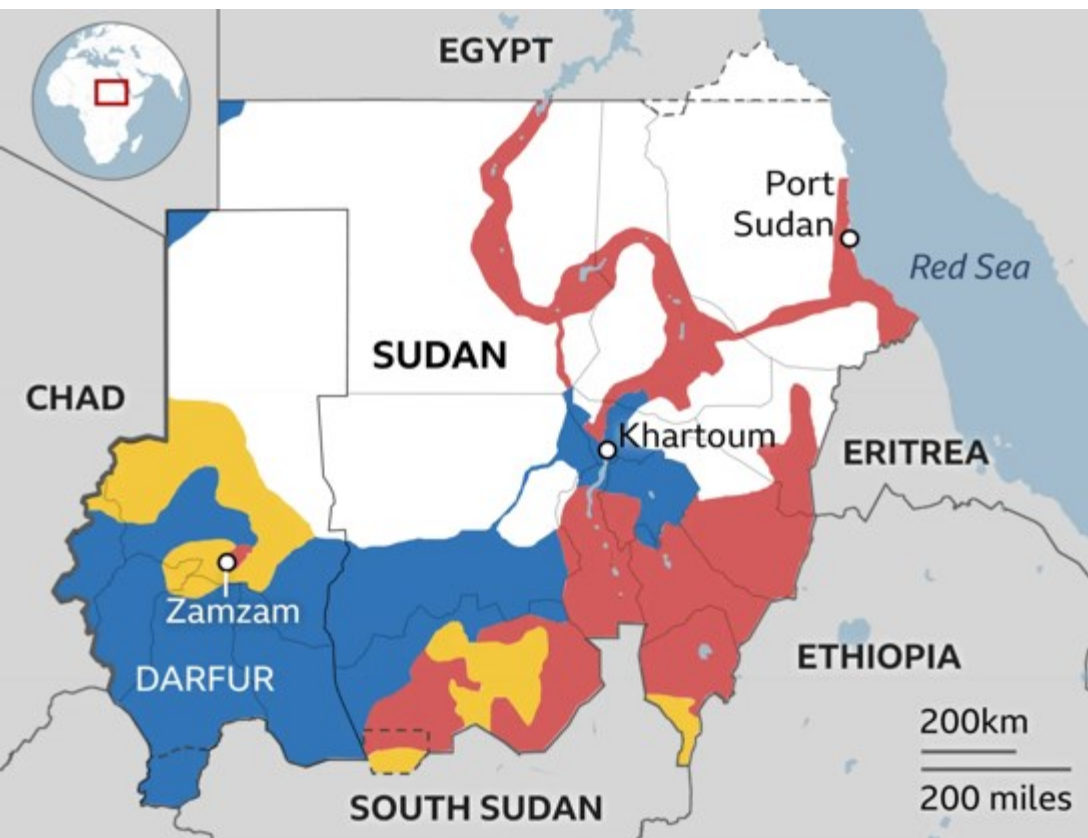 EGYPT
Port
Sudan
Red Sea
SUDAN
CHAD
Khartoum
ERITREA
Zamzam
ETHIOPIA
DARFUR
200km
200 miles
SOUTH SUDAN